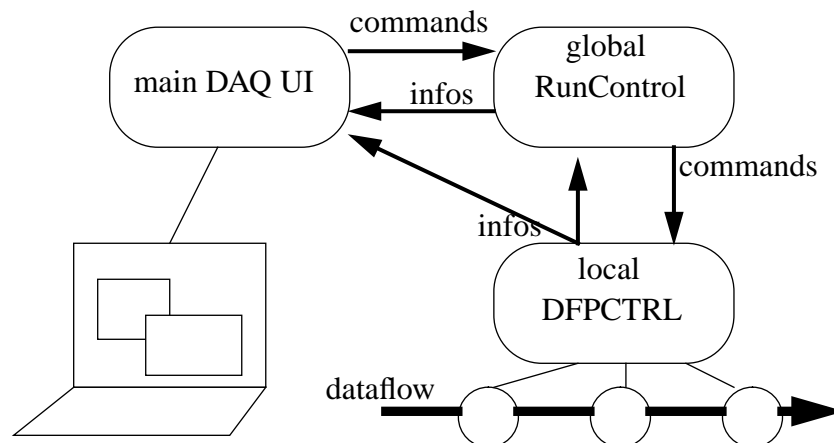 commands
global
RunControl
main DAQ UI
infos
commands
infos
local
DFPCTRL
dataflow